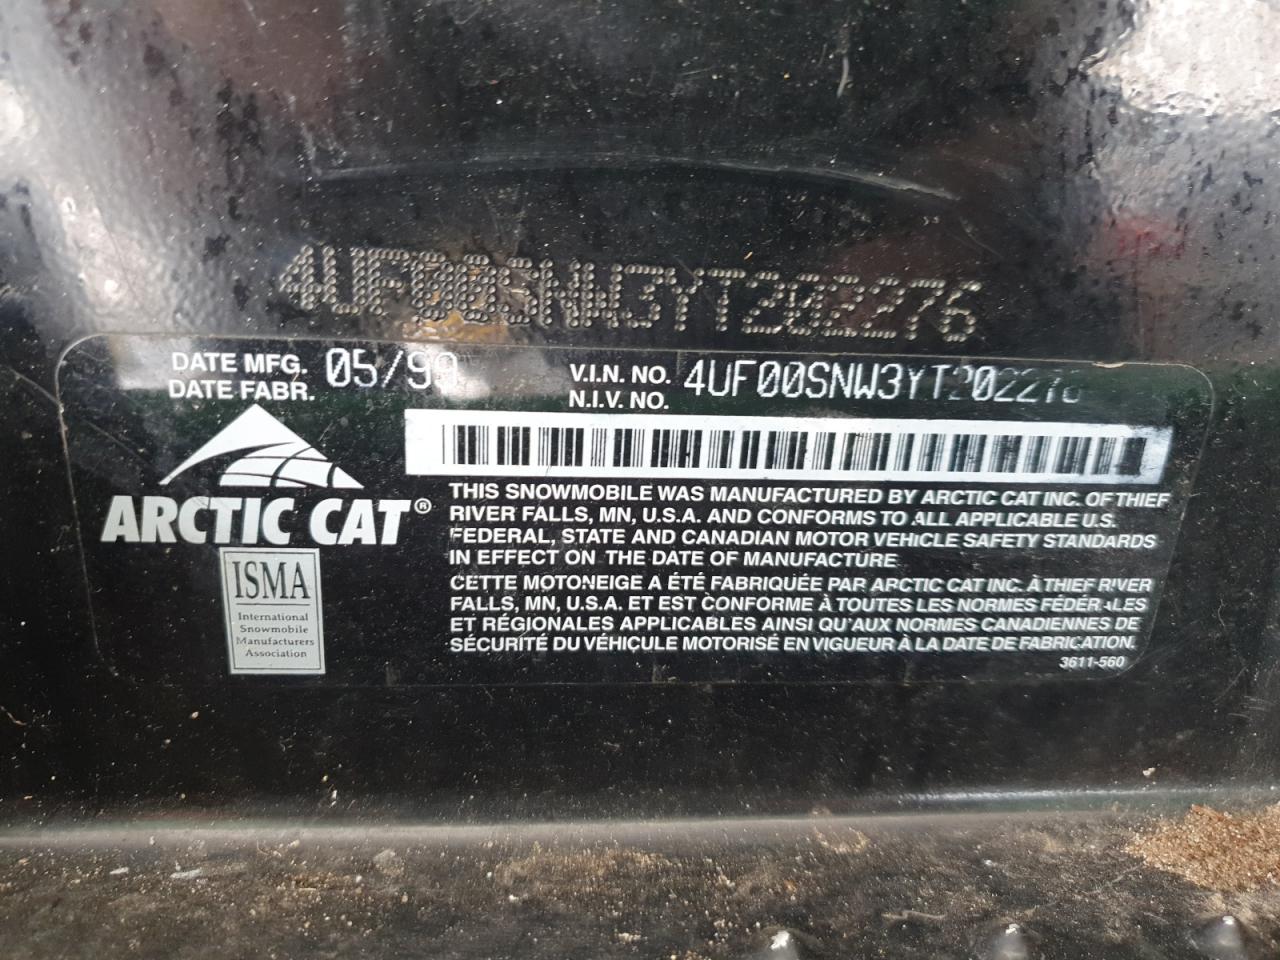 4UF00SNW3YT202276
DATE MFG. 05/99
DATE FABR.
V.I.N. NO. 4UF00SNW3YT202276
N.I.V. NO.
ARCTIC CAT®
ISMA
International
Snowmobile
Manufacturers
Association
THIS SNOWMOBILE WAS MANUFACTURED BY ARCTIC CAT INC. OF THIEF
RIVER FALLS, MN, U.S.A. AND CONFORMS TO ALL APPLICABLE U.S.
FEDERAL, STATE AND CANADIAN MOTOR VEHICLE SAFETY STANDARDS
IN EFFECT ON THE DATE OF MANUFACTURE
CETTE MOTONEIGE A ÉTÉ FABRIQUÉE PAR ARCTIC CAT INC. À THIEF RIVER
FALLS, MN, U.S.A. ET EST CONFORME À TOUTES LES NORMES FÉDÉRALES
ET RÉGIONALES APPLICABLES AINSI QU'AUX NORMES CANADIENNES DE
SÉCURITÉ DU VÉHICULE MOTORISÉ EN VIGUEUR À LA DATE DE FABRICATION.
3611-560